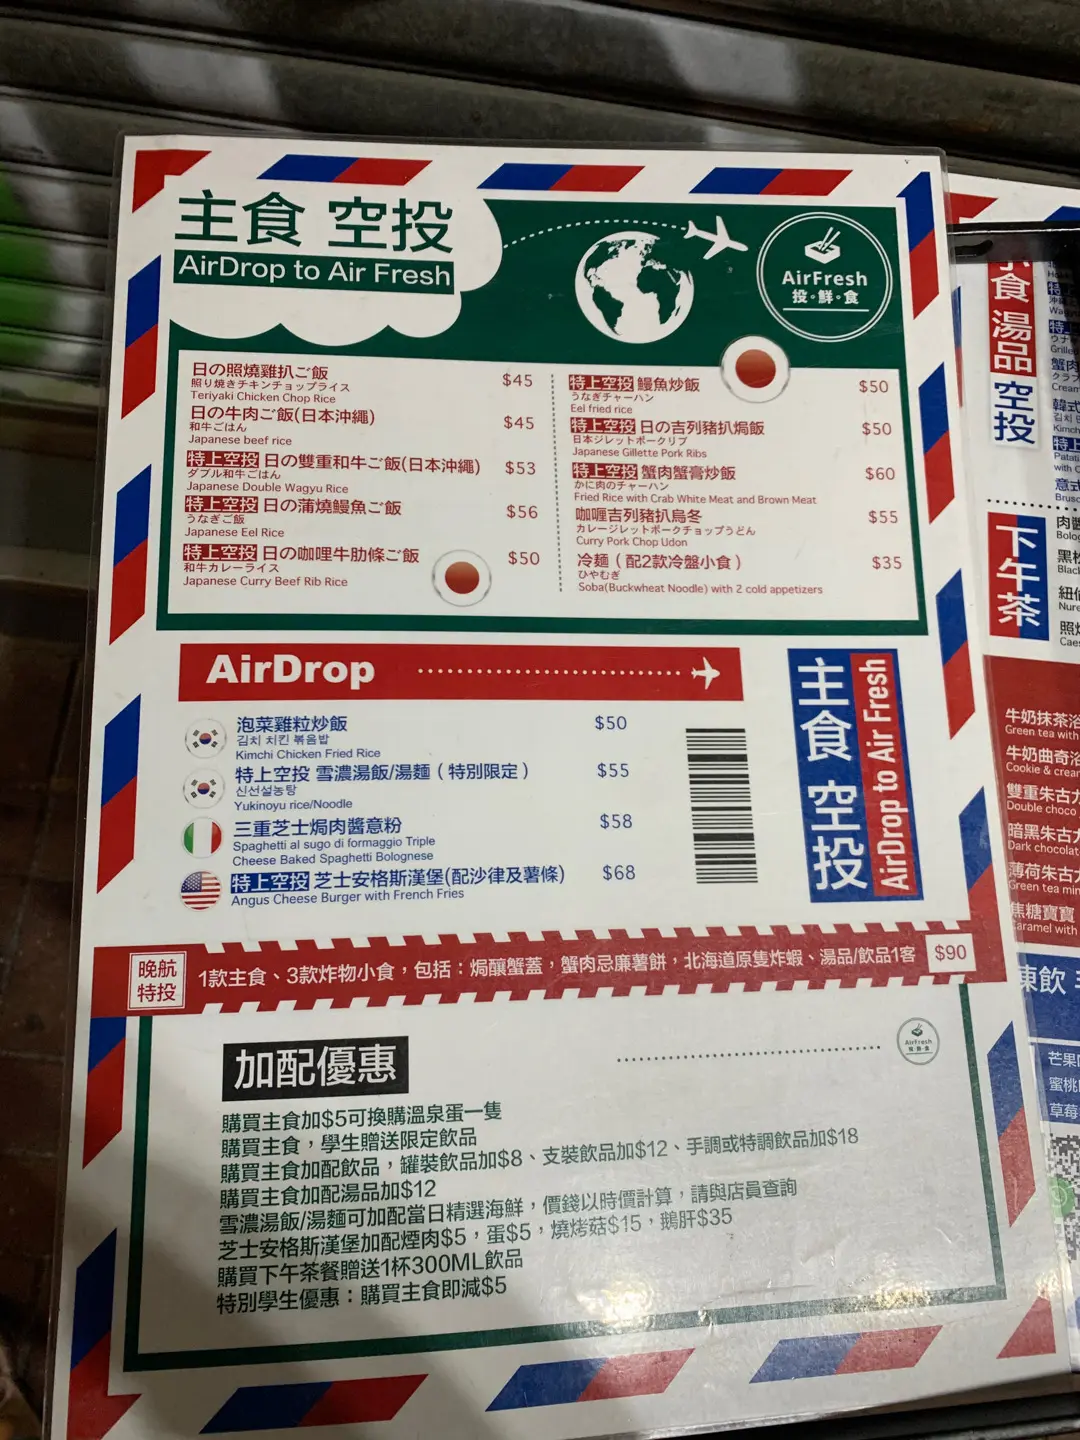 主食 空投
AirDrop to Air Fresh
AirFresh
投•鮮•食
日の照燒雞扒ご飯 $45
照り焼きチキンチョップライス
Teriyaki Chicken Chop Rice
日の牛肉ご飯(日本沖繩) $45
和牛ごはん
Japanese beef rice
特上空投 日の雙重和牛ご飯(日本沖繩) $53
ダブル和牛ごはん
Japanese Double Wagyu Rice
特上空投 日の蒲燒鰻魚ご飯 $56
うなぎご飯
Japanese Eel Rice
特上空投 日の咖哩牛肋條ご飯 $50
和牛カレーライス
Japanese Curry Beef Rib Rice
特上空投 鰻魚炒飯 $50
うなぎチャーハン
Eel fried rice
特上空投 日の吉列豬扒焗飯 $50
日本ジレットポークリブ
Japanese Gillette Pork Ribs
特上空投 蟹肉蟹膏炒飯 $60
かに肉のチャーハン
Fried Rice with Crab White Meat and Brown Meat
咖喱吉列豬扒烏冬 $55
カレージレットポークチョップうどん
Curry Pork Chop Udon
冷麵（配2款冷盤小食） $35
ひやむぎ
Soba(Buckwheat Noodle) with 2 cold appetizers
AirDrop
泡菜雞粒炒飯 $50
김치 치킨 볶음밥
Kimchi Chicken Fried Rice
特上空投 雪濃湯飯/湯麵（特別限定） $55
신선설농탕
Yukinoyu rice/Noodle
三重芝士焗肉醬意粉 $58
Spaghetti al sugo di formaggio Triple
Cheese Baked Spaghetti Bolognese
特上空投 芝士安格斯漢堡(配沙律及薯條) $68
Angus Cheese Burger with French Fries
主食 空投
AirDrop to Air Fresh
晚航
特投
1款主食、3款炸物小食，包括：焗釀蟹蓋，蟹肉忌廉薯餅，北海道原隻炸蝦、湯品/飲品1客 $90
加配優惠
AirFresh
投•鮮•食
購買主食加$5可換購溫泉蛋一隻
購買主食，學生贈送限定飲品
購買主食加配飲品，罐裝飲品加$8、支裝飲品加$12、手調或特調飲品加$18
購買主食加配湯品加$12
雪濃湯飯/湯麵可加配當日精選海鮮，價錢以時價計算，請與店員查詢
芝士安格斯漢堡加配煙肉$5，蛋$5，燒烤菇$15，鵝肝$35
購買下午茶餐贈送1杯300ML飲品
特別學生優惠：購買主食即減$5
食 湯品
空投
下午茶
牛奶抹茶
Green tea with
牛奶曲奇
Cookie & crea
雙重朱古
Double choco
暗黑朱古
Dark chocolat
薄荷朱古
Green tea min
焦糖寶寶
Caramel with
凍飲
芒果
蜜桃
草莓